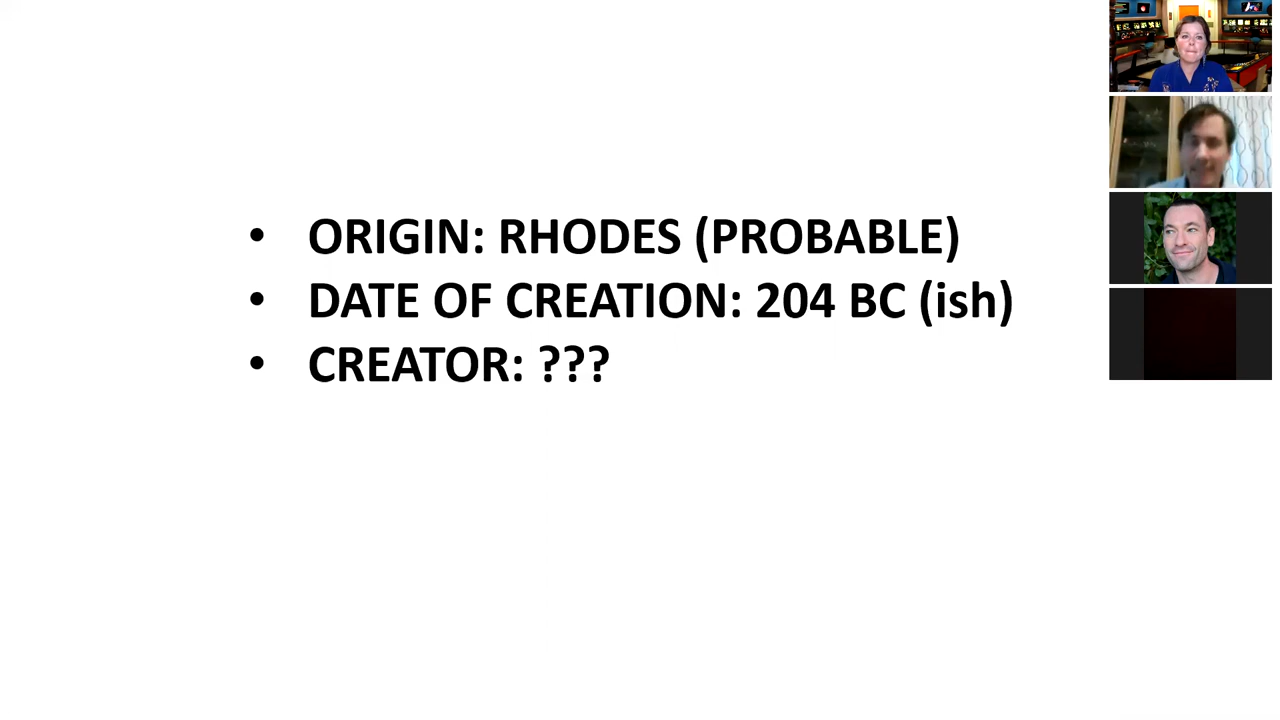 • ORIGIN: RHODES (PROBABLE)
• DATE OF CREATION: 204 BC (ish)
• CREATOR: ???